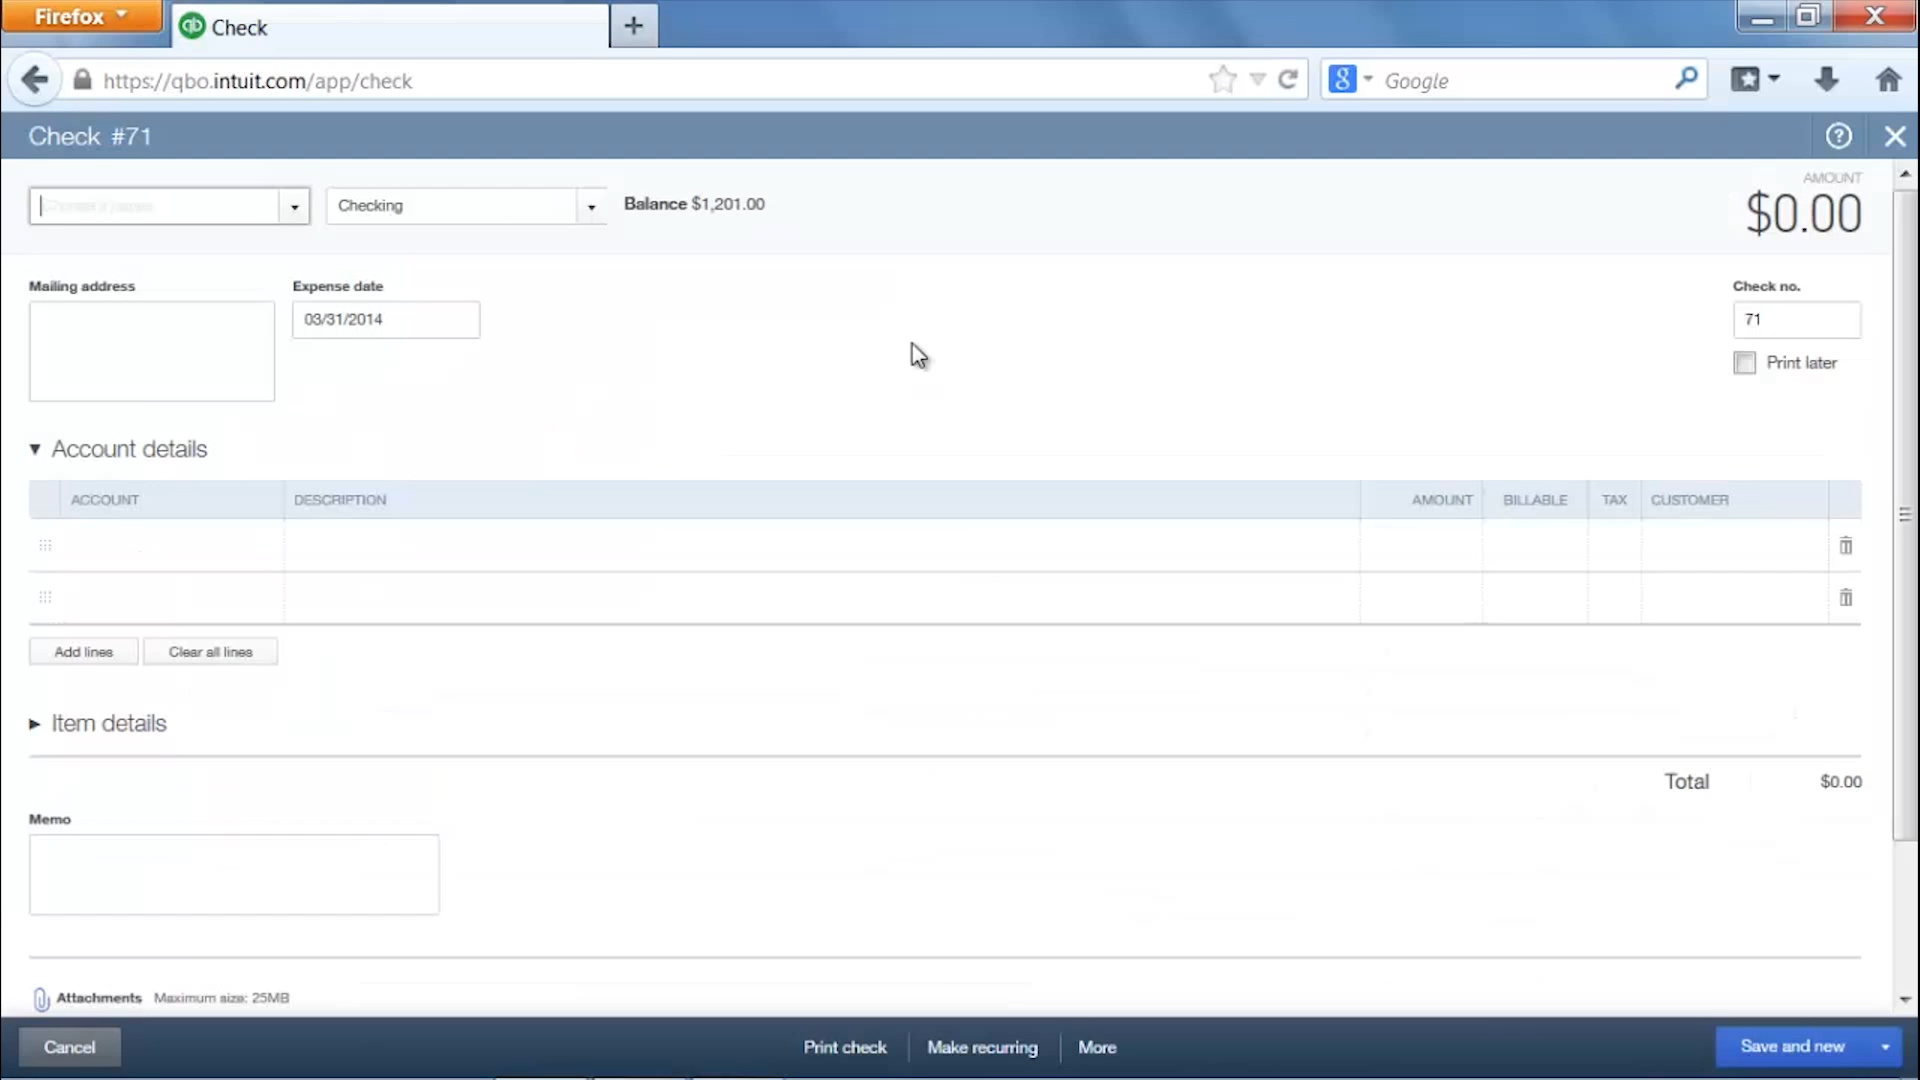 Firefox
Check
https://qbo.intuit.com/app/check
Google
Check #71
AMOUNT
Checking
Balance $1,201.00
$0.00
Mailing address
Expense date
Check no.
03/31/2014
71
Print later
Account details
ACCOUNT DESCRIPTION AMOUNT BILLABLE TAX CUSTOMER
Add lines
Clear all lines
Item details
Total $0.00
Memo
Attachments Maximum size: 25MB
Cancel
Print check
Make recurring
More
Save and new